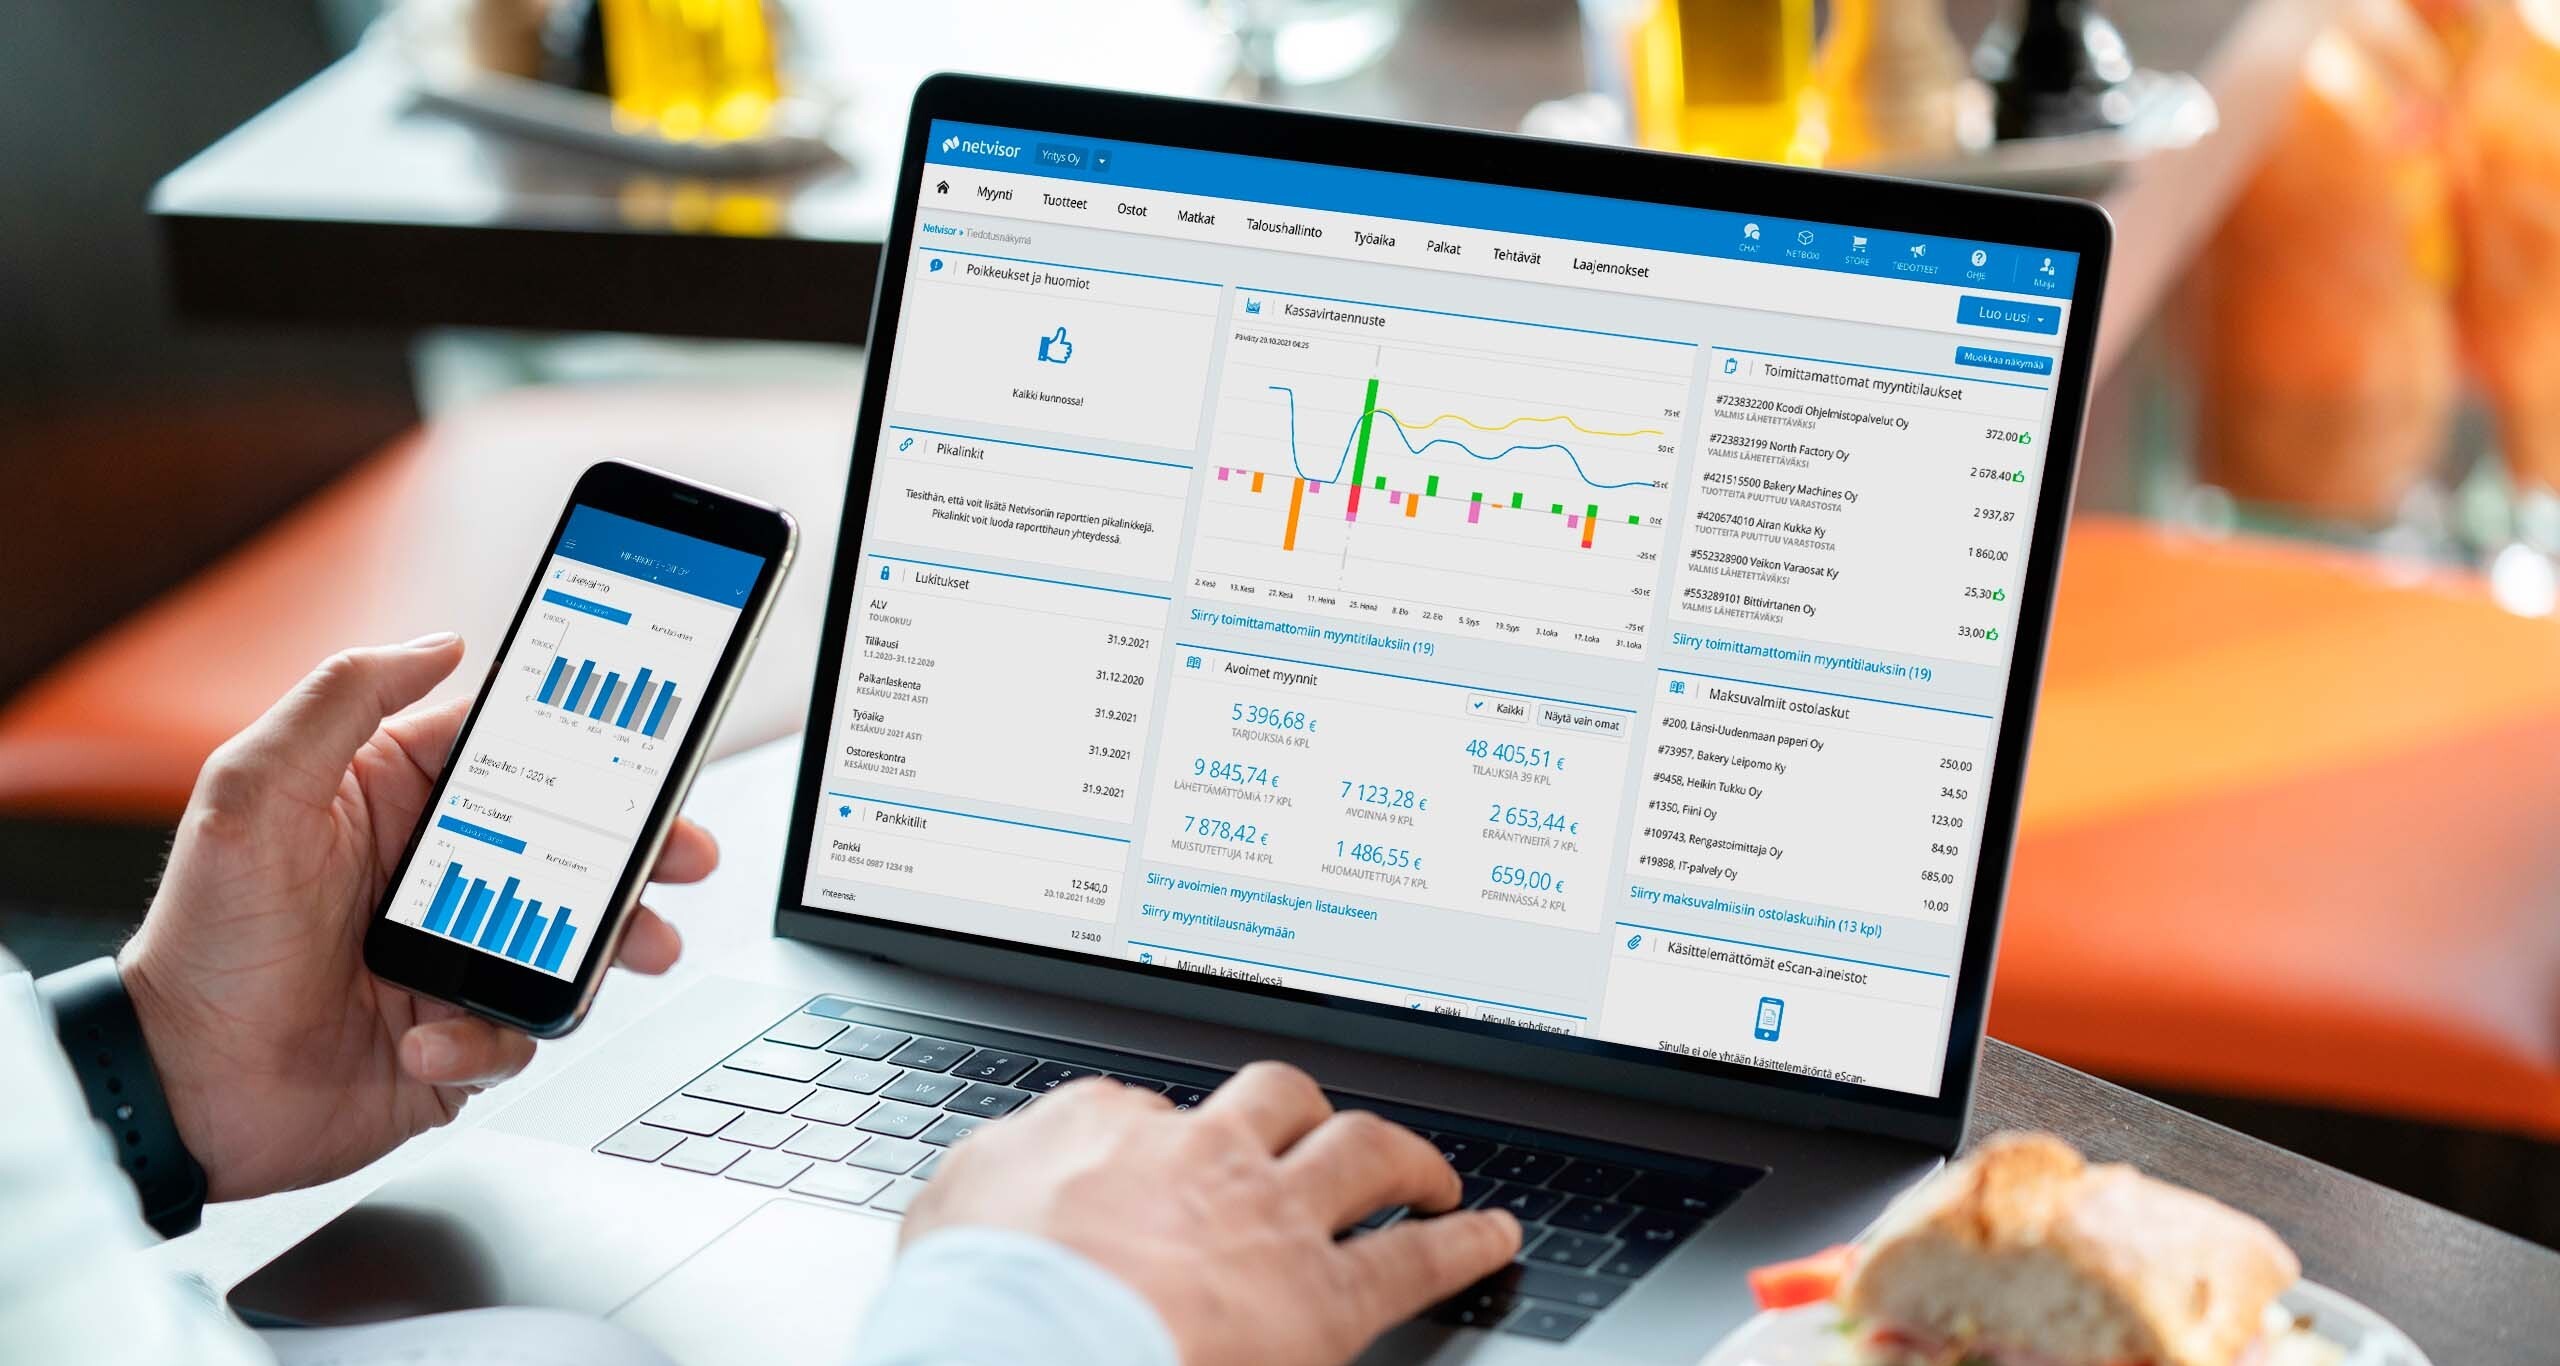 netvisor
Yritys Oy
CHAT
NETBOXI
STORE
TIEDOTTEET
OHJE
Maija
Myynti
Tuotteet
Ostot
Matkat
Taloushallinto
Työaika
Palkat
Tehtävät
Laajennokset
Luo uusi
Netvisor » Tiedotusnäkymä
Muokkaa näkymää
Poikkeukset ja huomiot
Kaikki kunnossa!
Pikalinkit
Tiesithän, että voit lisätä Netvisoriin raporttien pikalinkkejä.
Pikalinkit voit luoda raporttihaun yhteydessä.
Lukitukset
ALV 31.9.2021
TOUKOKUU
Tilikausi 31.12.2020
1.1.2020-31.12.2020
Palkanlaskenta 31.9.2021
KESÄKUU 2021 ASTI
Työaika 31.9.2021
KESÄKUU 2021 ASTI
Ostoreskontra 31.9.2021
KESÄKUU 2021 ASTI
Pankkitilit
Pankki 12 540,0
FI03 4554 0987 1234 98 20.10.2021 14:09
Yhteensä: 12 540,0
Kassavirtaennuste
Päivätty 20.10.2021 04:25
75 t€
50 t€
25 t€
0 t€
-25 t€
-50 t€
-75 t€
2. Kesä 13. Kesä 27. Kesä 11. Heinä 25. Heinä 8. Elo 22. Elo 5. Syys 19. Syys 3. Loka 17. Loka 31. Loka
Siirry toimittamattomiin myyntitilauksiin (19)
Avoimet myynnit
Kaikki
Näytä vain omat
5 396,68 €
TARJOUKSIA 6 KPL
48 405,51 €
TILAUKSIA 39 KPL
9 845,74 €
LÄHETTÄMÄTTÖMIÄ 17 KPL
7 123,28 €
AVOINNA 9 KPL
2 653,44 €
ERÄÄNTYNEITÄ 7 KPL
7 878,42 €
MUISTUTETTUJA 14 KPL
1 486,55 €
HUOMAUTETTUJA 7 KPL
659,00 €
PERINNÄSSÄ 2 KPL
Siirry avoimien myyntilaskujen listaukseen
Siirry myyntitilausnäkymään
Minulla käsittelyssä
Kaikki
Minulle kohdistetut
Toimittamattomat myyntitilaukset
#723832200 Koodi Ohjelmistopalvelut Oy 372,00
VALMIS LÄHETETTÄVÄKSI
#723832199 North Factory Oy 2 678,40
VALMIS LÄHETETTÄVÄKSI
#421515500 Bakery Machines Oy 2 937,87
TUOTTEITA PUUTTUU VARASTOSTA
#420674010 Airan Kukka Ky 1 860,00
TUOTTEITA PUUTTUU VARASTOSTA
#552328900 Veikon Varaosat Ky 25,30
VALMIS LÄHETETTÄVÄKSI
#553289101 Bittivirtanen Oy 33,00
VALMIS LÄHETETTÄVÄKSI
Siirry toimittamattomiin myyntitilauksiin (19)
Maksuvalmiit ostolaskut
#200, Länsi-Uudenmaan paperi Oy 250,00
#73957, Bakery Leipomo Ky 34,50
#9458, Heikin Tukku Oy 123,00
#1350, Fiini Oy 84,90
#109743, Rengastoimittaja Oy 685,00
#19898, IT-palvely Oy 10,00
Siirry maksuvalmiisiin ostolaskuihin (13 kpl)
Käsittelemättömät eScan-aineistot
Sinulla ei ole yhtään käsittelemätöntä eScan-
Liikevaihto
Liikevaihto 1 020 k€
8/2019
Tunnusluvut
1
2
3
4
W
E
D